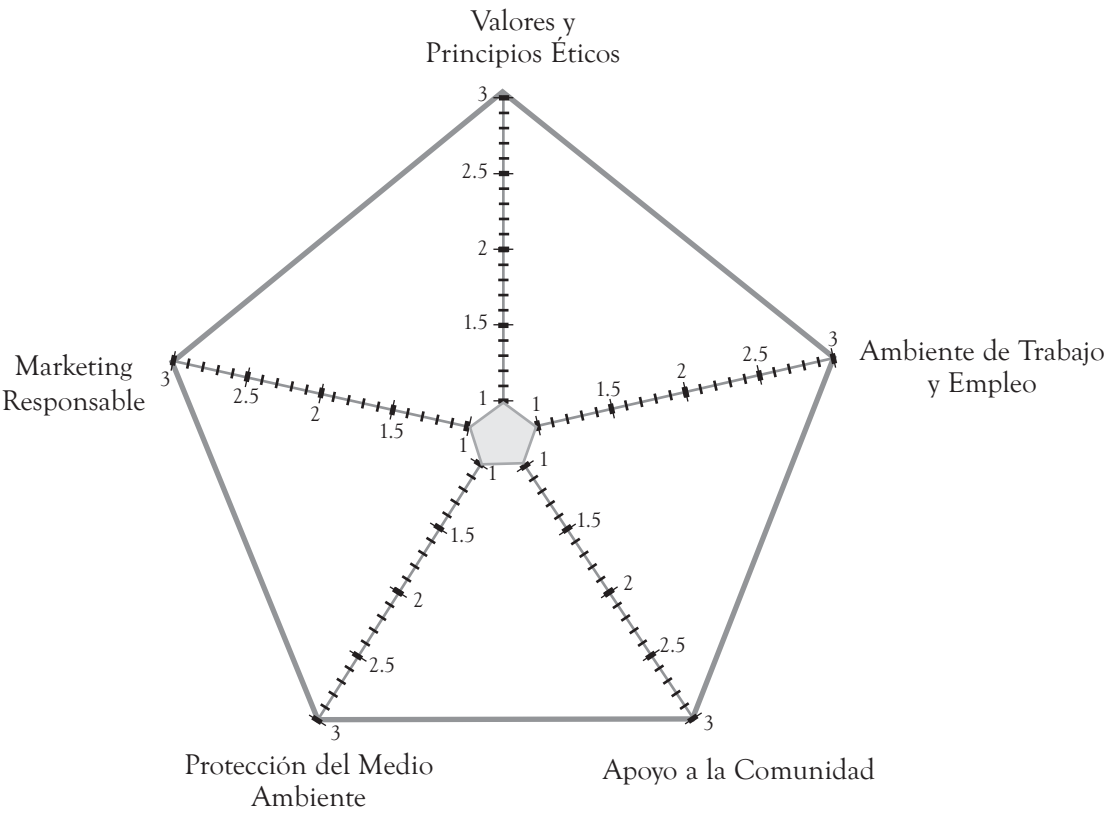 Valores y
Principios Éticos
3
2.5
2
1.5
1
Ambiente de Trabajo
y Empleo
3
2.5
2
1.5
1
Marketing
Responsable
3
2.5
2
1.5
1
1
1.5
2
2.5
3
Protección del Medio
Ambiente
1
1.5
2
2.5
3
Apoyo a la Comunidad